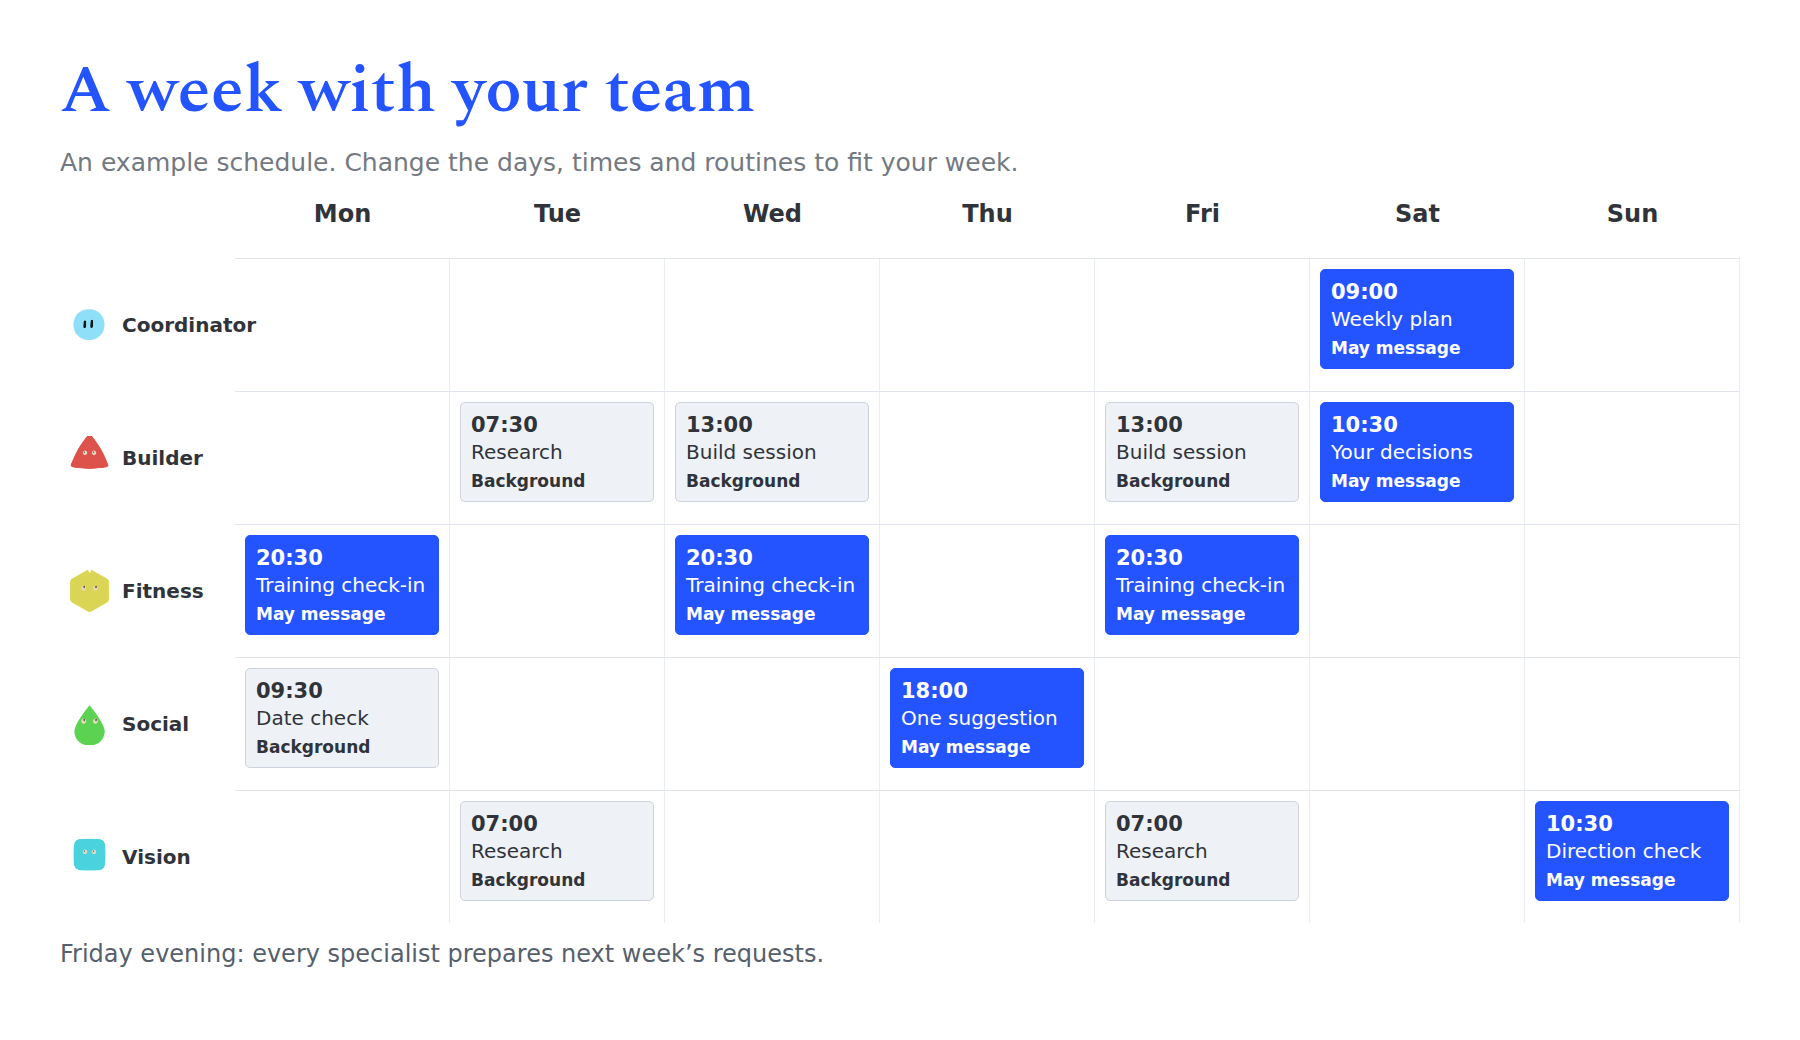 A week with your team
An example schedule. Change the days, times and routines to fit your week.
Mon Tue Wed Thu Fri Sat Sun
Coordinator
09:00
Weekly plan
May message
Builder
07:30
Research
Background
13:00
Build session
Background
13:00
Build session
Background
10:30
Your decisions
May message
Fitness
20:30
Training check-in
May message
20:30
Training check-in
May message
20:30
Training check-in
May message
Social
09:30
Date check
Background
18:00
One suggestion
May message
Vision
07:00
Research
Background
07:00
Research
Background
10:30
Direction check
May message
Friday evening: every specialist prepares next week’s requests.